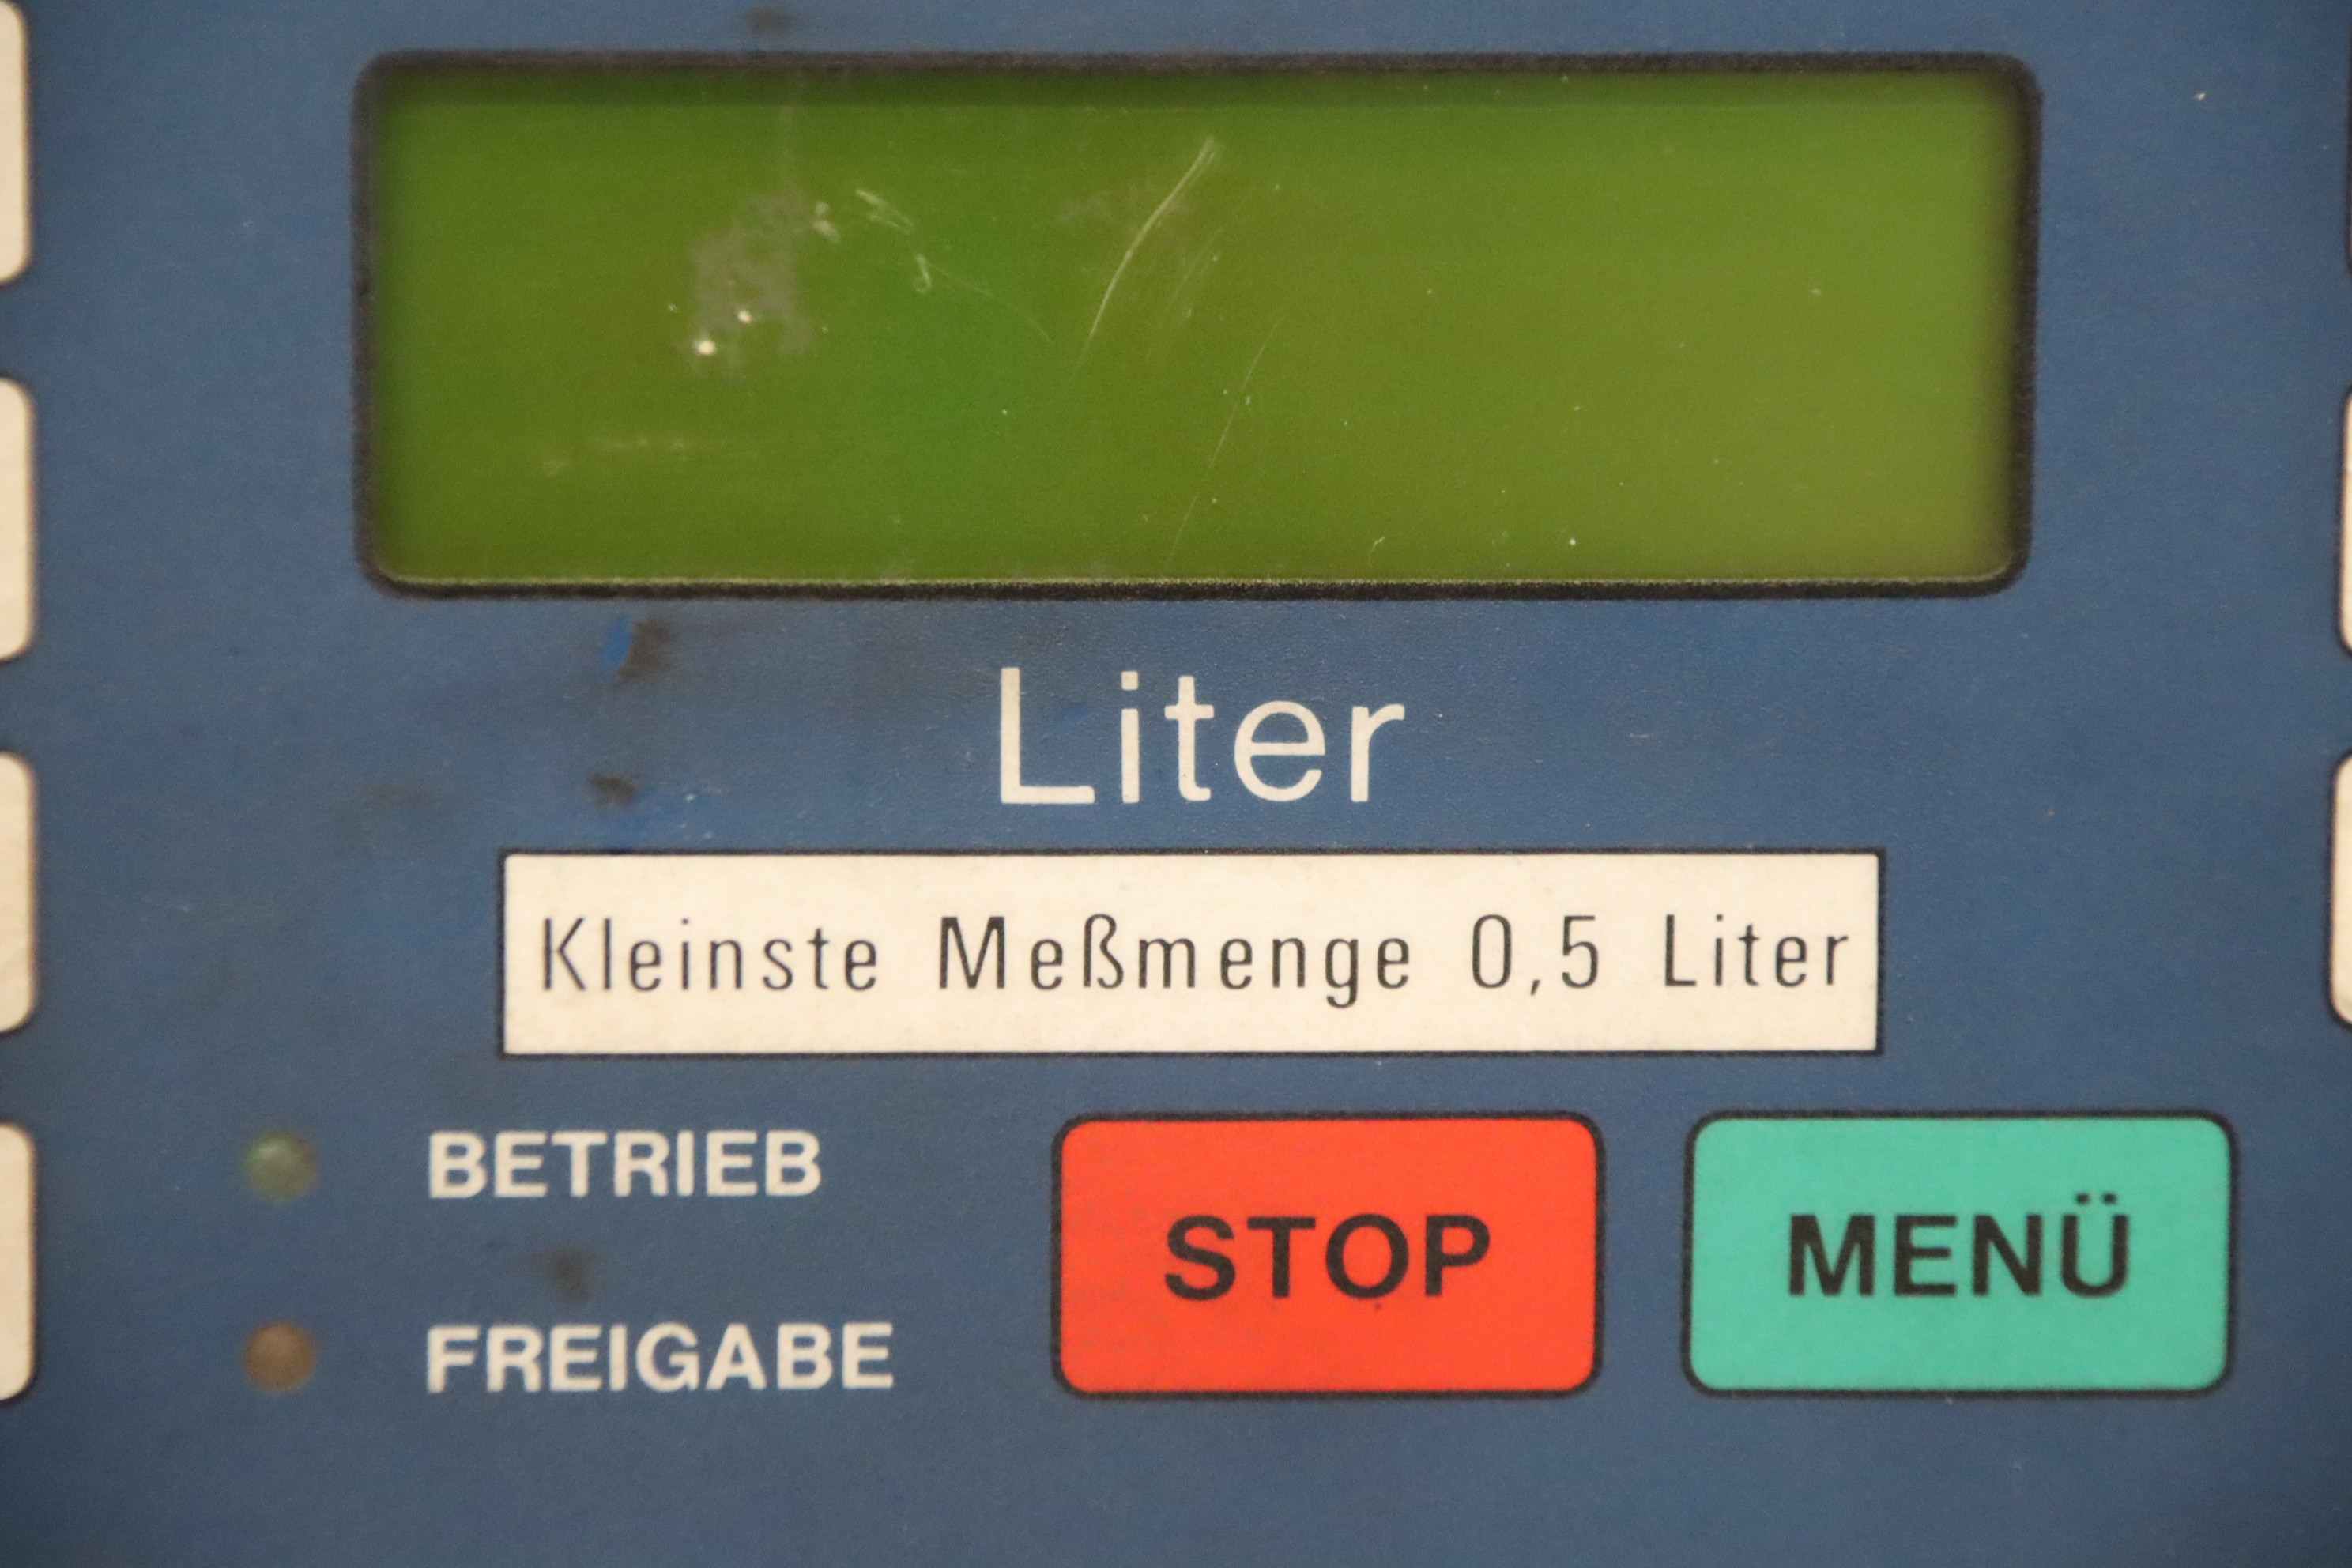 Liter
Kleinste Meßmenge 0,5 Liter
BETRIEB
STOP
MENÜ
FREIGABE